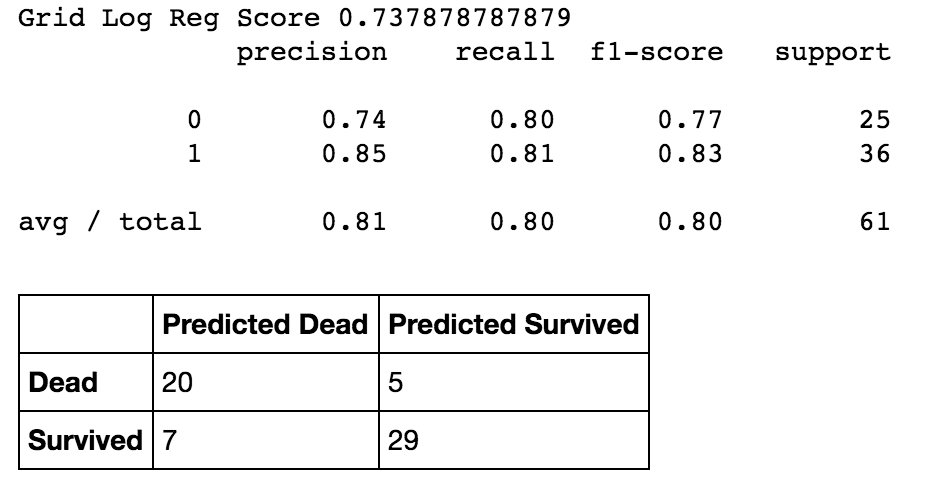 Grid Log Reg Score 0.737878787879
precision recall f1-score support
0 0.74 0.80 0.77 25
1 0.85 0.81 0.83 36
avg / total 0.81 0.80 0.80 61
Predicted Dead Predicted Survived
Dead 20 5
Survived 7 29